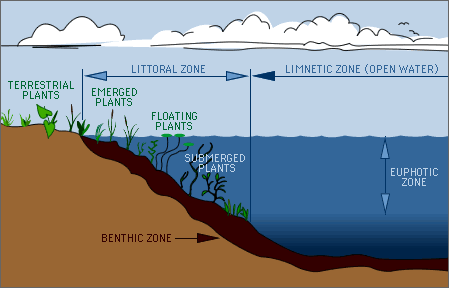 LITTORAL ZONE
LIMNETIC ZONE (OPEN WATER)
TERRESTRIAL
PLANTS
EMERGED
PLANTS
FLOATING
PLANTS
SUBMERGED
PLANTS
EUPHOTIC
ZONE
BENTHIC ZONE